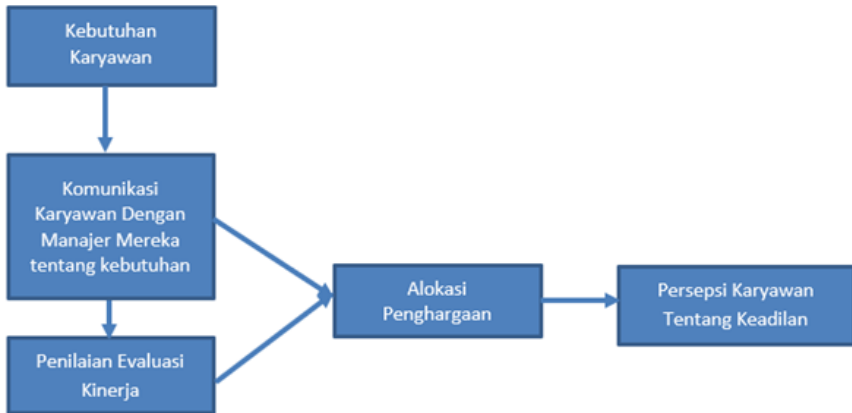 Kebutuhan
Karyawan
Komunikasi
Karyawan Dengan
Manajer Mereka
tentang kebutuhan
Alokasi
Penghargaan
Persepsi Karyawan
Tentang Keadilan
Penilaian Evaluasi
Kinerja